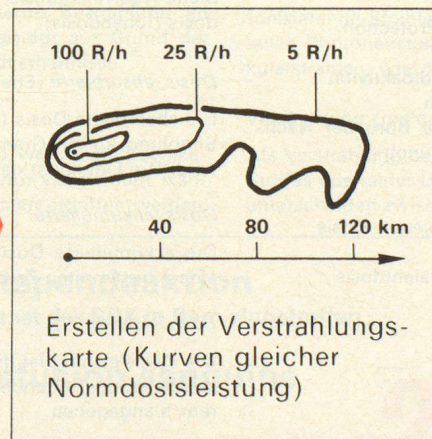 100 R/h 25 R/h 5 R/h
40 80 120 km
Erstellen der Verstrahlungs-
karte (Kurven gleicher
Normdosisleistung)